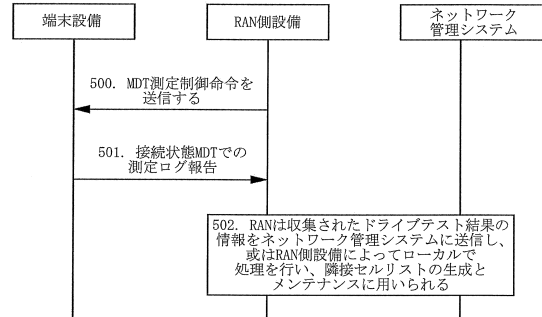 端末設備
RAN側設備
ネットワーク
管理システム
500. MDT測定制御命令を
送信する
501. 接続状態MDTでの
測定ログ報告
502. RANは収集されたドライブテスト結果の
情報をネットワーク管理システムに送信し、
或はRAN側設備によってローカルで
処理を行い、隣接セルリストの生成と
メンテナンスに用いられる